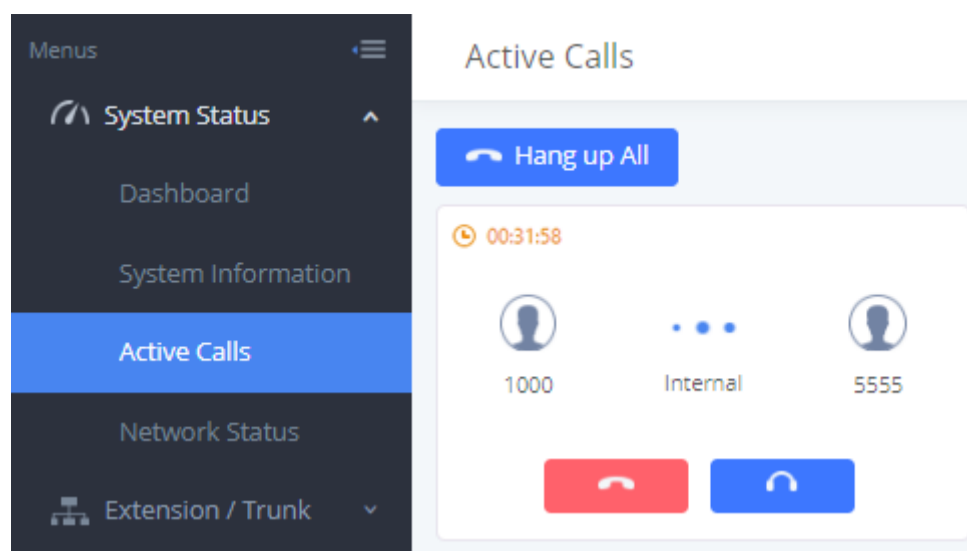 Menus
System Status
Dashboard
System Information
Active Calls
Network Status
Extension / Trunk
Active Calls
Hang up All
00:31:58
1000
Internal
5555